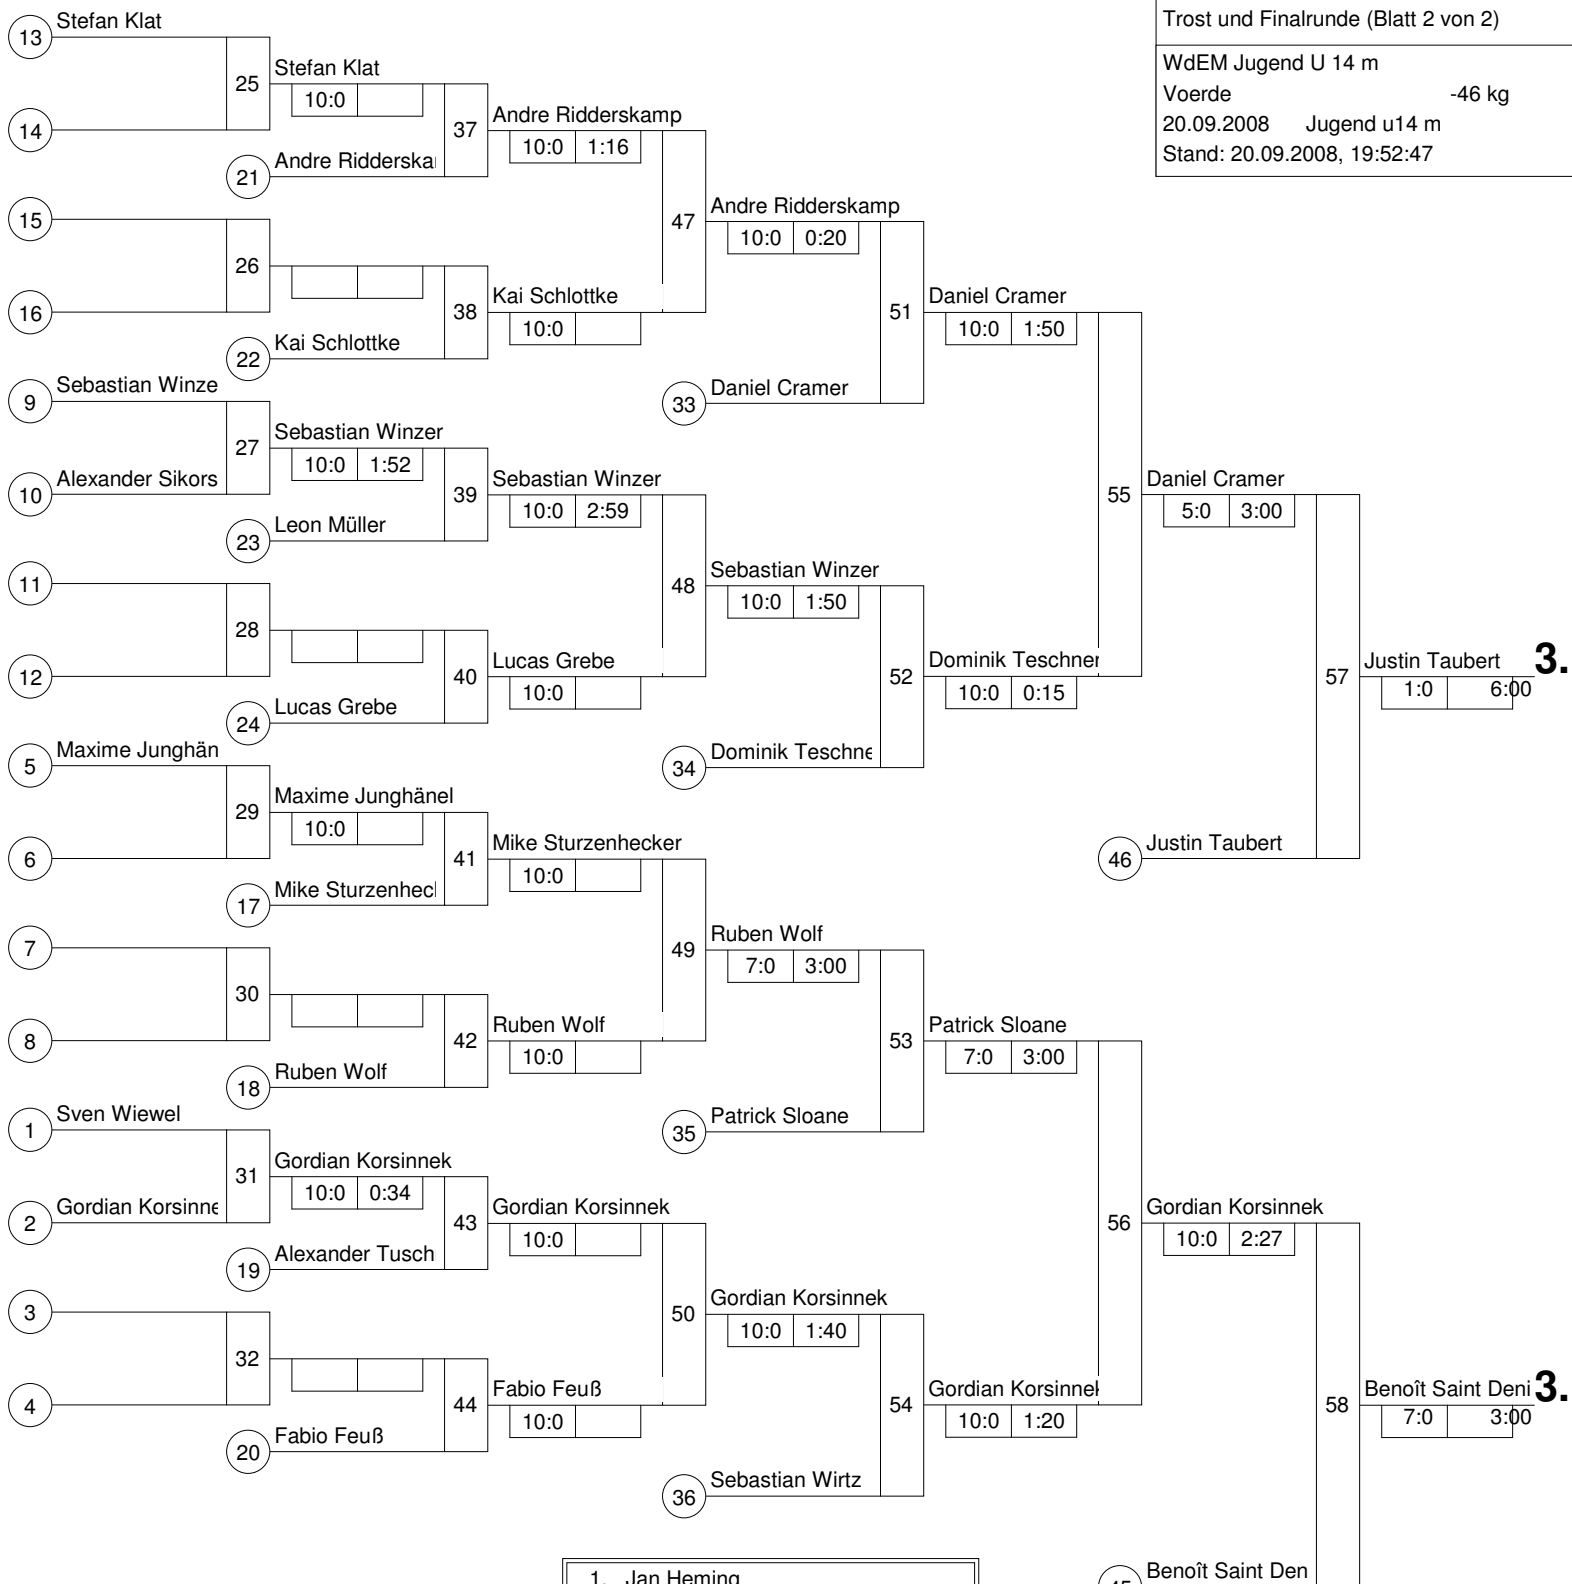 Trost und Finalrunde (Blatt 2 von 2)
WdEM Jugend U 14 m
Voerde -46 kg
20.09.2008 Jugend u14 m
Stand: 20.09.2008, 19:52:47
13 Stefan Klat
25 Stefan Klat
10:0
14
37 Andre Ridderskamp
10:0 1:16
21 Andre Ridderska
15
47 Andre Ridderskamp
10:0 0:20
26
16
38 Kai Schlottke
10:0
51 Daniel Cramer
10:0 1:50
22 Kai Schlottke
9 Sebastian Winze
33 Daniel Cramer
27 Sebastian Winzer
10:0 1:52
10 Alexander Sikors
39 Sebastian Winzer
10:0 2:59
55 Daniel Cramer
5:0 3:00
23 Leon Müller
11
48 Sebastian Winzer
10:0 1:50
28
12
40 Lucas Grebe
10:0
52 Dominik Teschner
10:0 0:15
57 Justin Taubert 3.
1:0 6:00
24 Lucas Grebe
5 Maxime Junghän
34 Dominik Teschne
29 Maxime Junghänel
10:0
6
41 Mike Sturzenhecker
10:0
46 Justin Taubert
17 Mike Sturzenhec
7
49 Ruben Wolf
7:0 3:00
30
8
42 Ruben Wolf
10:0
53 Patrick Sloane
7:0 3:00
18 Ruben Wolf
1 Sven Wiewel
35 Patrick Sloane
31 Gordian Korsinnek
10:0 0:34
2 Gordian Korsinne
43 Gordian Korsinnek
10:0
56 Gordian Korsinnek
10:0 2:27
19 Alexander Tusch
3
50 Gordian Korsinnek
10:0 1:40
32
4
44 Fabio Feuß
10:0
54 Gordian Korsinnek
10:0 1:20
58 Benoît Saint Deni 3.
7:0 3:00
20 Fabio Feuß
36 Sebastian Wirtz
1. Jan Heming
45 Benoît Saint Den